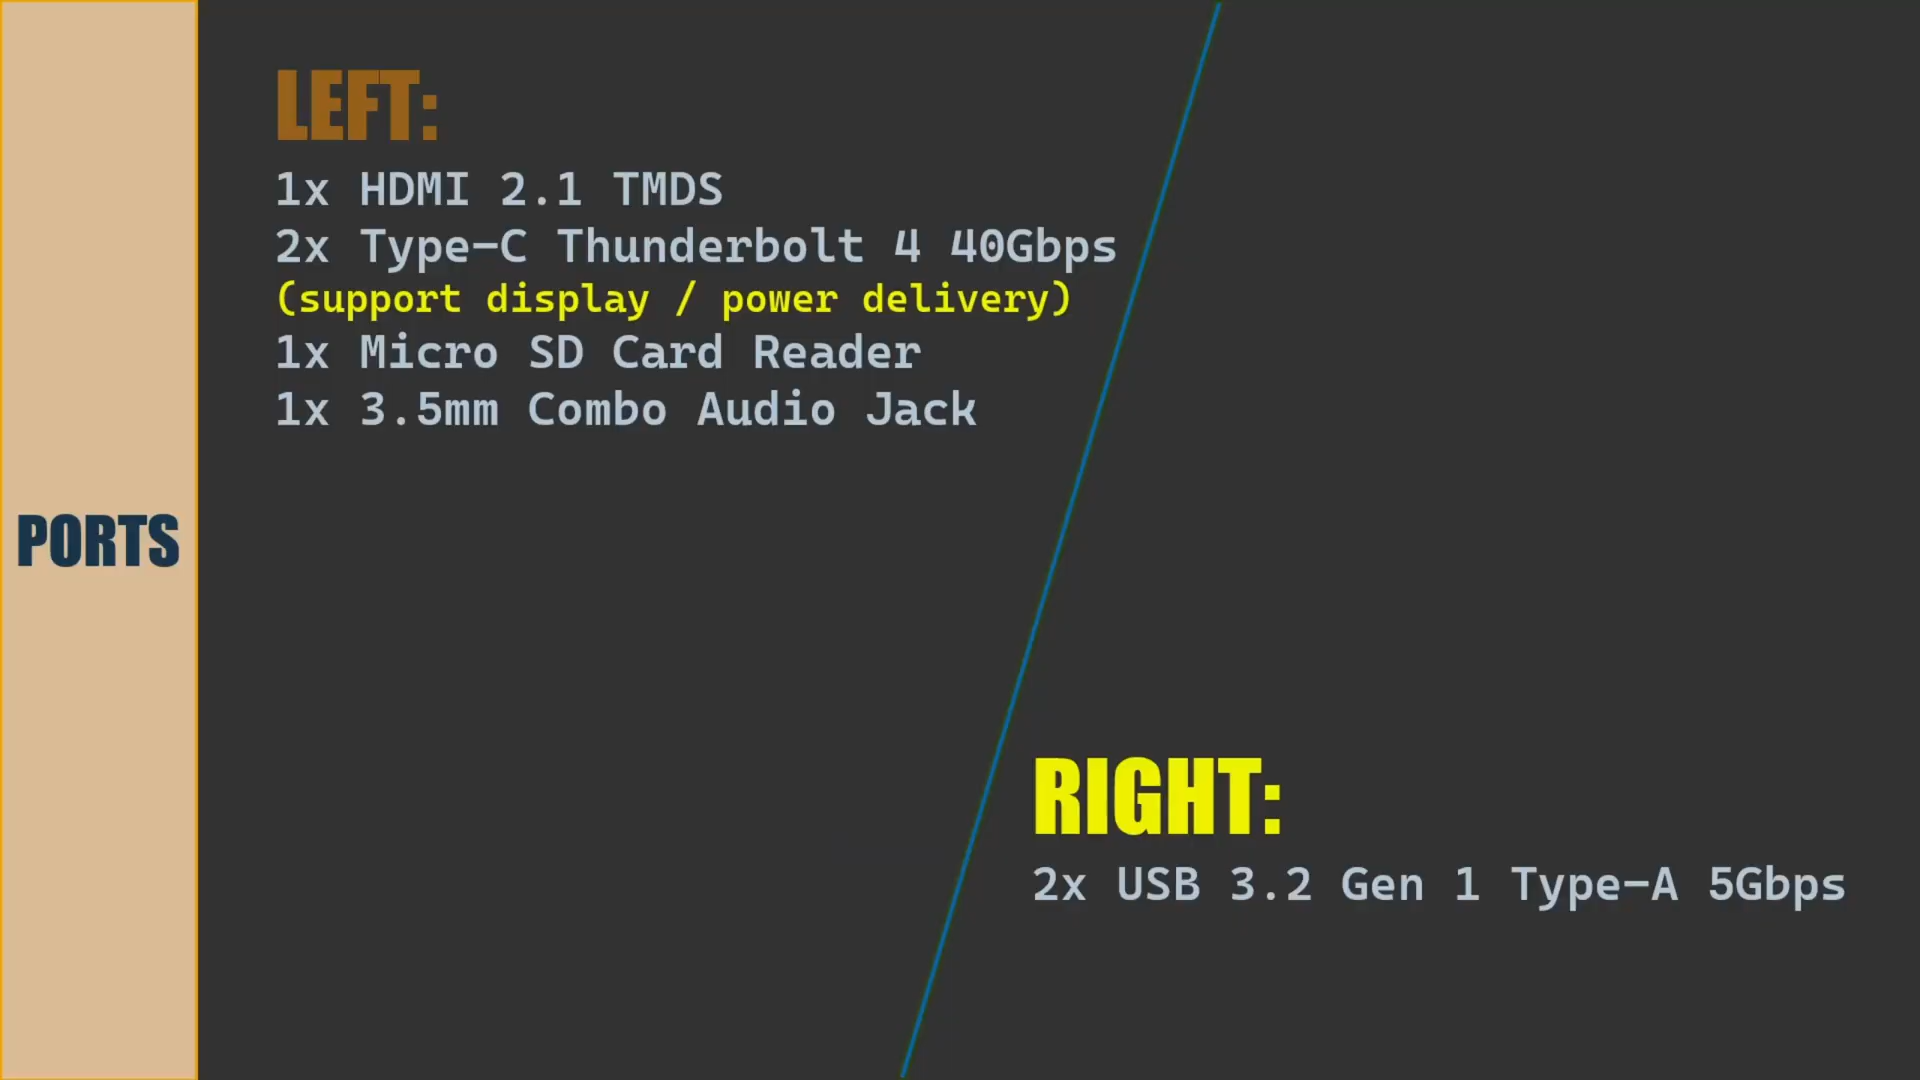 PORTS
LEFT:
1x HDMI 2.1 TMDS
2x Type-C Thunderbolt 4 40Gbps
(support display / power delivery)
1x Micro SD Card Reader
1x 3.5mm Combo Audio Jack
RIGHT:
2x USB 3.2 Gen 1 Type-A 5Gbps